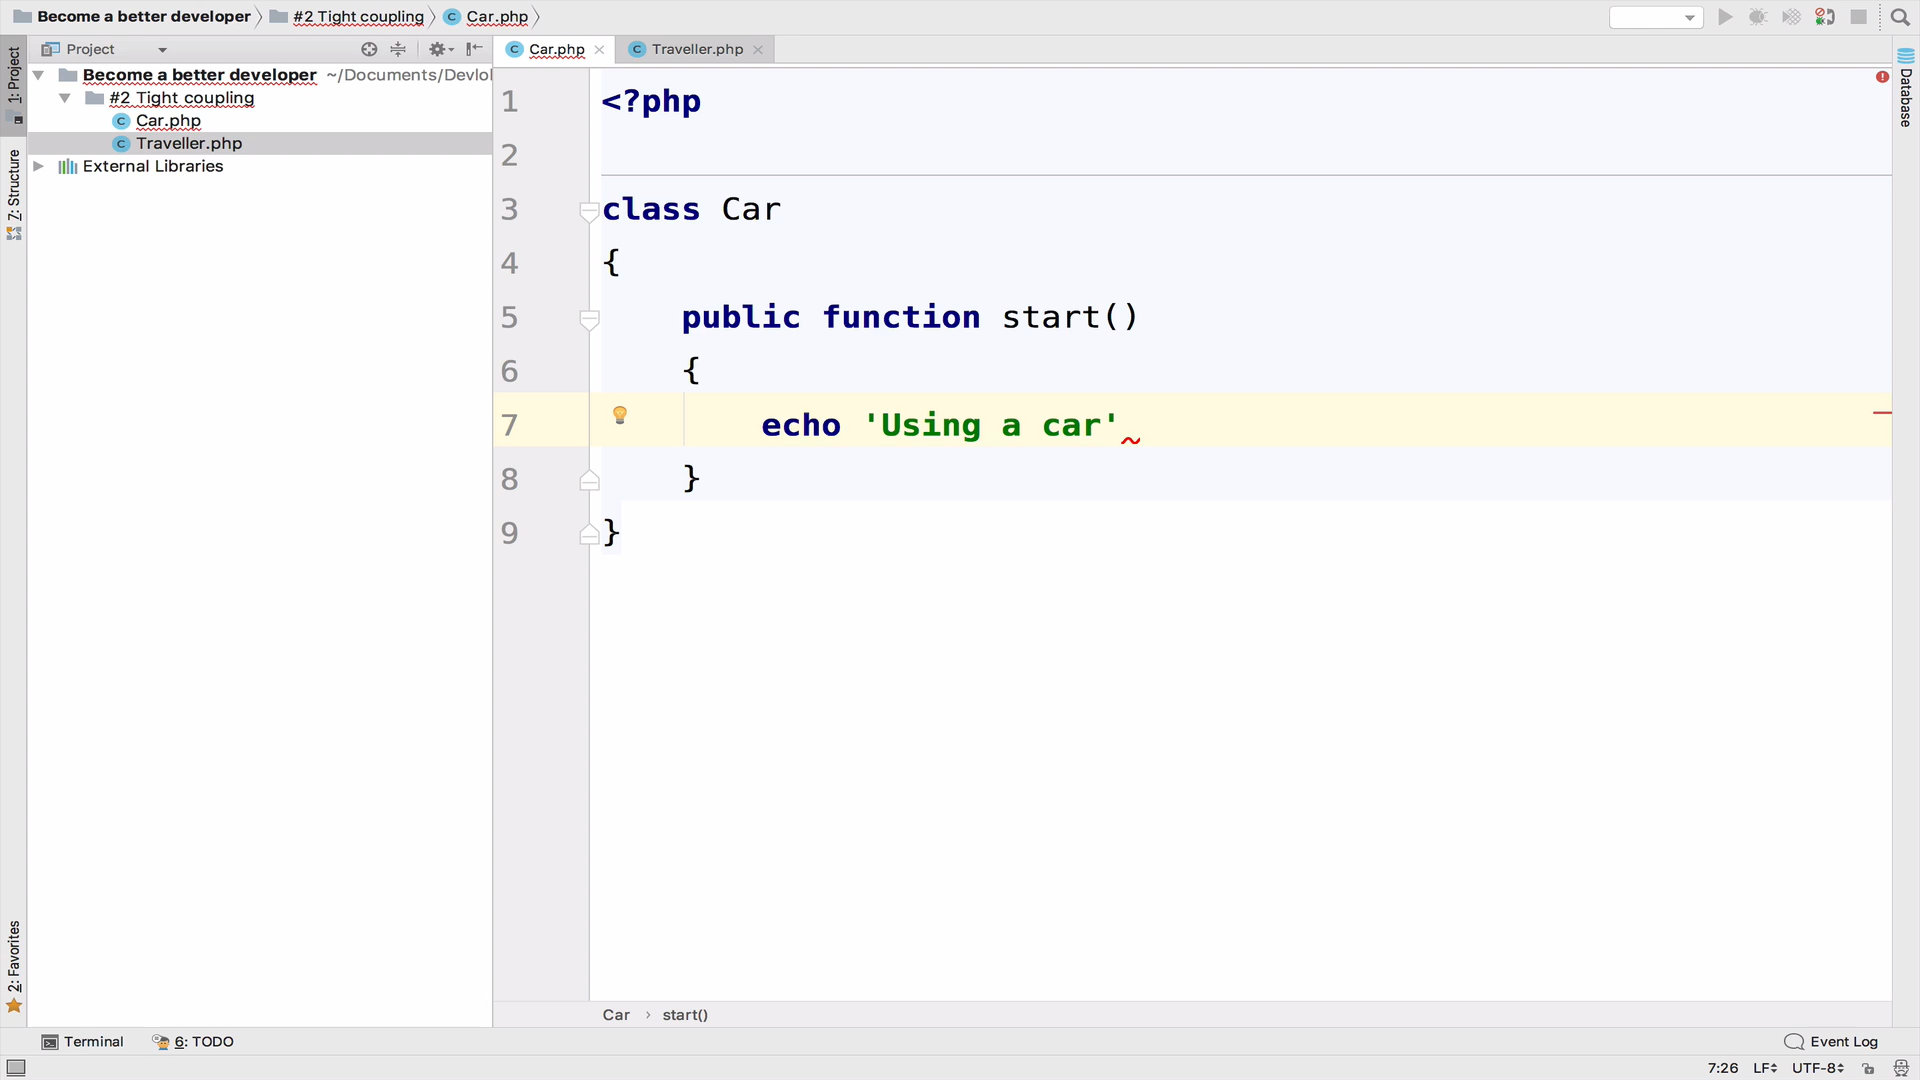 Become a better developer #2 Tight coupling Car.php
1: Project
7: Structure
2: Favorites
Project
Become a better developer ~/Documents/Devlo
#2 Tight coupling
Car.php
Traveller.php
External Libraries
Car.php Traveller.php
1 <?php
2
3 class Car
4 {
5 public function start()
6 {
7 echo 'Using a car'
8 }
9 }
Database
Car › start()
Terminal 6: TODO Event Log
7:26 LF UTF-8